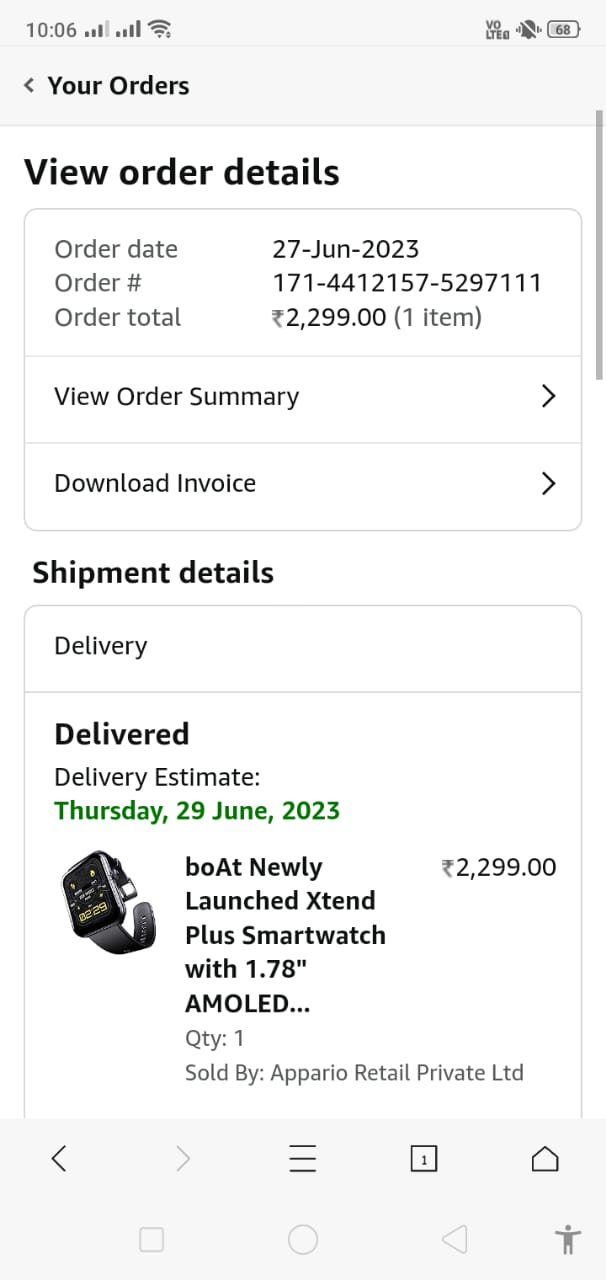 10:06
VO
LTE
68
Your Orders
View order details
Order date 27-Jun-2023
Order # 171-4412157-5297111
Order total ₹2,299.00 (1 item)
View Order Summary
Download Invoice
Shipment details
Delivery
Delivered
Delivery Estimate:
Thursday, 29 June, 2023
boAt Newly ₹2,299.00
Launched Xtend
Plus Smartwatch
with 1.78"
AMOLED...
Qty: 1
Sold By: Appario Retail Private Ltd
02:29
1